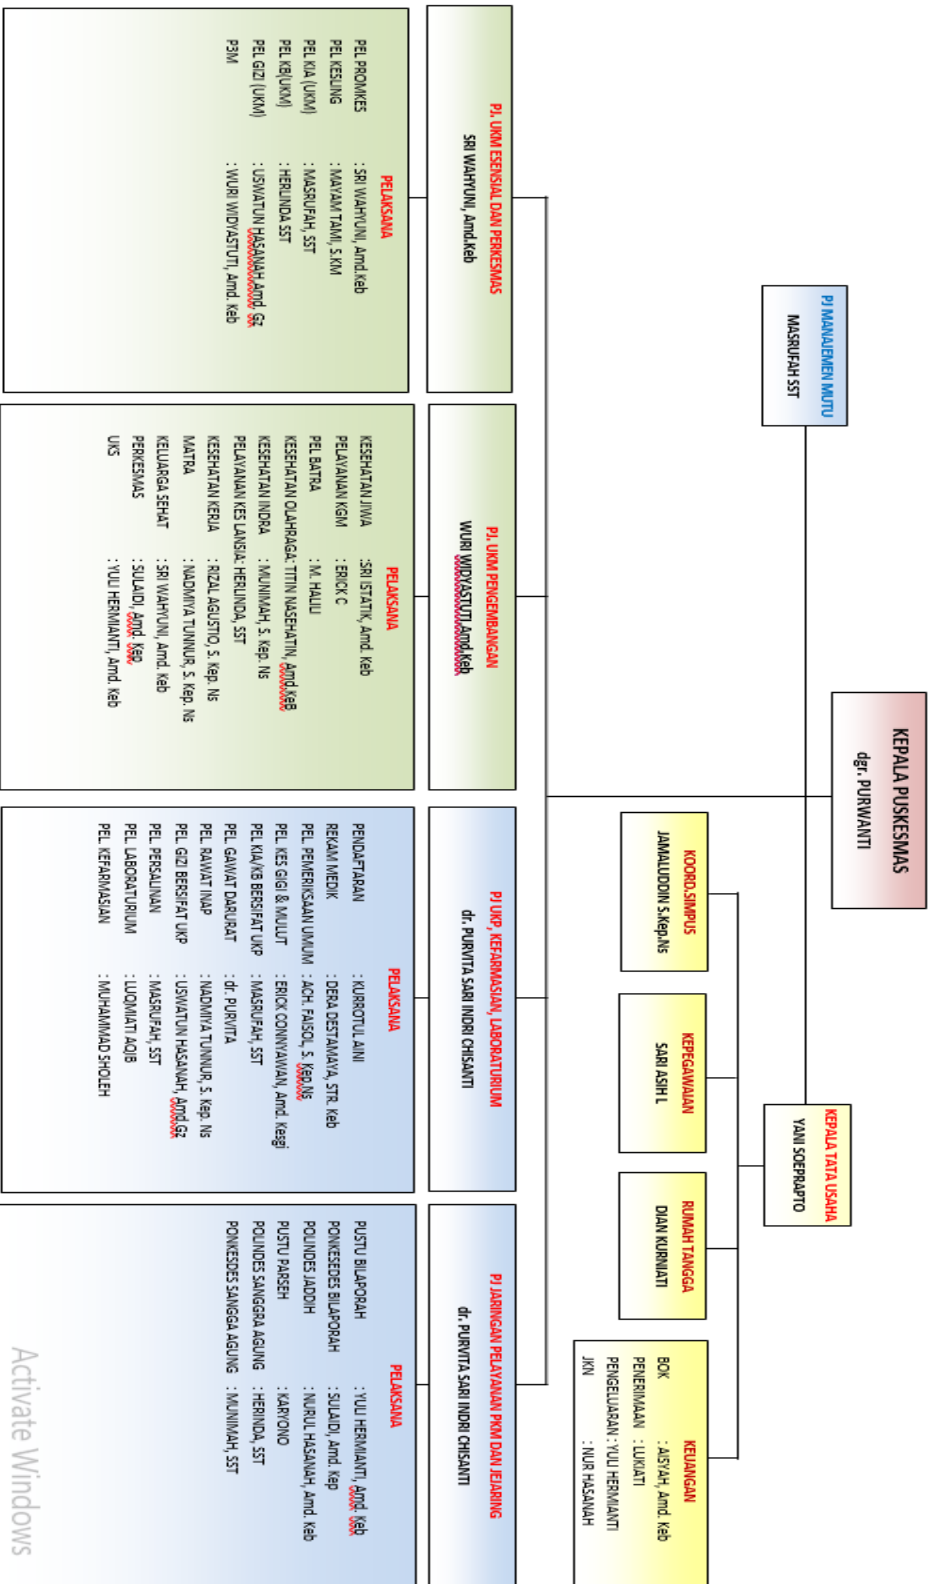 KEPALA PUSKESMAS
dgr. PURWANTI
PJ MANAJEMEN MUTU
MASRUFAH SST
KEPALA TATA USAHA
YANI SOEPRAPTO
KOORD.SIMPUS
JAMALUDDIN S.Kep.Ns
KEPEGAWAIAN
SARI ASIH L
RUMAH TANGGA
DIAN KURNIATI
KEUANGAN
BOK : AISYAH, Amd. Keb
PENERIMAAN : LUKIATI
PENGELUARAN : YULI HERMIANTI
JKN : NUR HASANAH
PJ. UKM ESENSIAL DAN PERKESMAS
SRI WAHYUNI, Amd.Keb
PELAKSANA
PEL PROMKES : SRI WAHYUNI, Amd.Keb
PEL KESLING : MAYAM TAMI, S.KM
PEL KIA (UKM) : MASRUFAH, SST
PEL KB(UKM) : HERLINDA SST
PEL GIZI (UKM) : USWATUN HASANAH,Amd. Gz
P3M : WURI WIDYASTUTI, Amd. Keb
PJ. UKM PENGEMBANGAN
WURI WIDYASTUTI,Amd.Keb
PELAKSANA
KESEHATAN JIWA :SRI ISTATIK, Amd. Keb
PELAYANAN KGM : ERICK C
PEL BATRA : M. HALILI
KESEHATAN OLAHRAGA: TITIN NASEHATIN, Amd.KeB
KESEHATAN INDRA : MUNIMAH, S. Kep. Ns
PELAYANAN KES LANSIA: HERLINDA, SST
KESEHATAN KERJA : RIZAL AGUSTIO, S. Kep. Ns
MATRA : NADMIYA TUNNUR, S. Kep. Ns
KELUARGA SEHAT : SRI WAHYUNI, Amd. Keb
PERKESMAS : SULAIDI, Amd. Kep
UKS : YULI HERMIANTI, Amd. Keb
PJ UKP, KEFARMASIAN, LABORATURIUM
dr. PURVITA SARI INDRI CHISANTI
PELAKSANA
PENDAFTARAN : KURROTUL AINI
REKAM MEDIK : DERA DESTAMAYA, STR. Keb
PEL. PEMERIKSAAN UMUM : ACH. FAISOL, S. Kep.Ns
PEL. KES GIGI & MULUT : ERICK DONNYAWAN, Amd. Kesgi
PEL KIA/KB BERSIFAT UKP : MASRUFAH, SST
PEL. GAWAT DARURAT : dr. PURVITA
PEL. RAWAT INAP : NADMIYA TUNNUR, S. Kep. Ns
PEL GIZI BERSIFAT UKP : USWATUN HASANAH, Amd.Gz
PEL. PERSALINAN : MASRUFAH, SST
PEL. LABORATURIUM : LUQMIATI AQIB
PEL. KEFARMASIAN : MUHAMMAD SHOLEH
PJ JARINGAN PELAYANAN PKM DAN JEJARING
dr. PURVITA SARI INDRI CHISANTI
PELAKSANA
PUSTU BILAPORAH : YULI HERMIANTI, Amd. Keb
PONKESEDES BILAPORAH : SULAIDI, Amd. Kep
POLINDES JADDIH : NURUL HASANAH, Amd. Keb
PUSTU PARSEH : KARYONO
POLINDES SANGGRA AGUNG : HERINDA, SST
PONKESDES SANGGA AGUNG : MUNIMAH, SST
Activate Windows